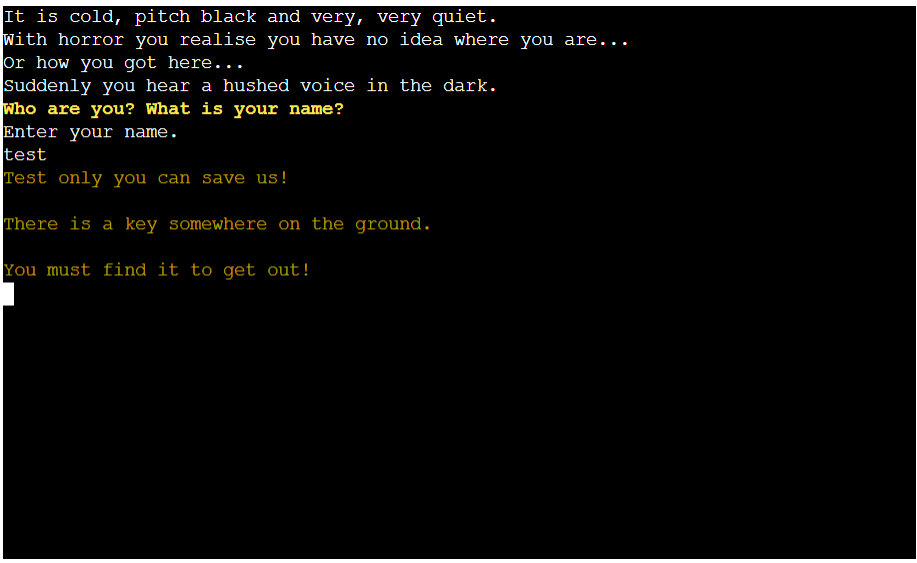 It is cold, pitch black and very, very quiet.
With horror you realise you have no idea where you are...
Or how you got here...
Suddenly you hear a hushed voice in the dark.
Who are you? What is your name?
Enter your name.
test
Test only you can save us!
There is a key somewhere on the ground.
You must find it to get out!